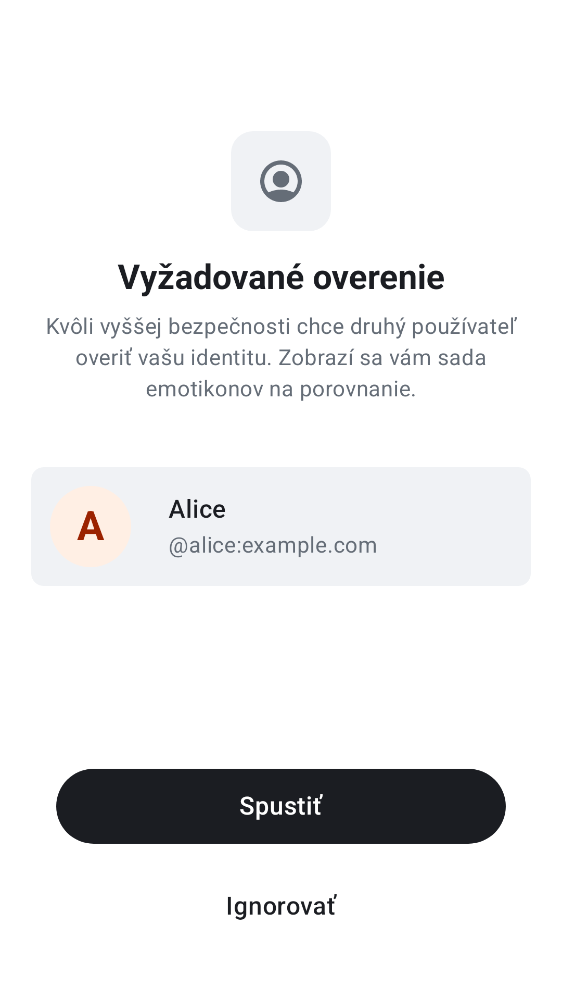 Vyžadované overenie
Kvôli vyššej bezpečnosti chce druhý používateľ
overiť vašu identitu. Zobrazí sa vám sada
emotikonov na porovnanie.
A
Alice
@alice:example.com
Spustiť
Ignorovať